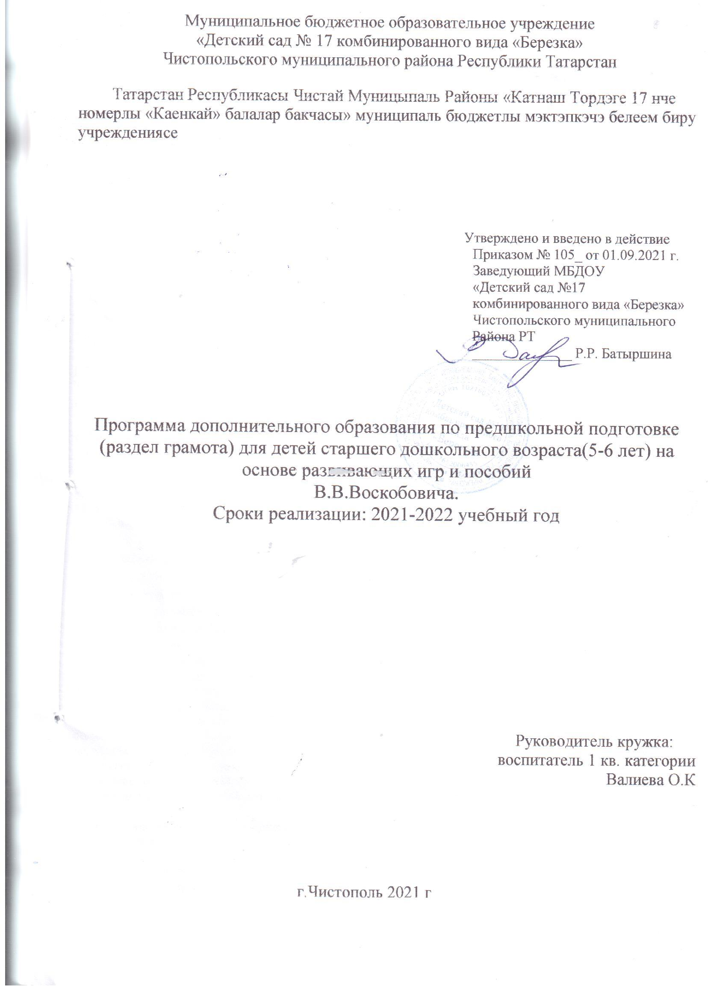 Муниципальное бюджетное образовательное учреждение
«Детский сад № 17 комбинированного вида «Березка»
Чистопольского муниципального района Республики Татарстан
Татарстан Республикасы Чистай Муницыпаль Районы «Катнаш Тордэге 17 нче
номерлы «Каенкай» балалар бакчасы» муниципаль бюджетлы мэктэпкэчэ белеем биру
учреждениясе
Утверждено и введено в действие
Приказом № 105_ от 01.09.2021 г.
Заведующий МБДОУ
«Детский сад №17
комбинированного вида «Березка»
Чистопольского муниципального
Района РТ
Р.Р. Батыршина
Программа дополнительного образования по предшкольной подготовке
(раздел грамота) для детей старшего дошкольного возраста(5-6 лет) на
основе развивающих игр и пособий
В.В.Воскобовича.
Сроки реализации: 2021-2022 учебный год
Руководитель кружка:
воспитатель 1 кв. категории
Валиева О.К
г.Чистополь 2021 г